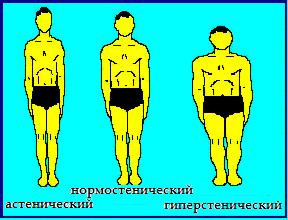 нормостенический
астенический гиперстенический